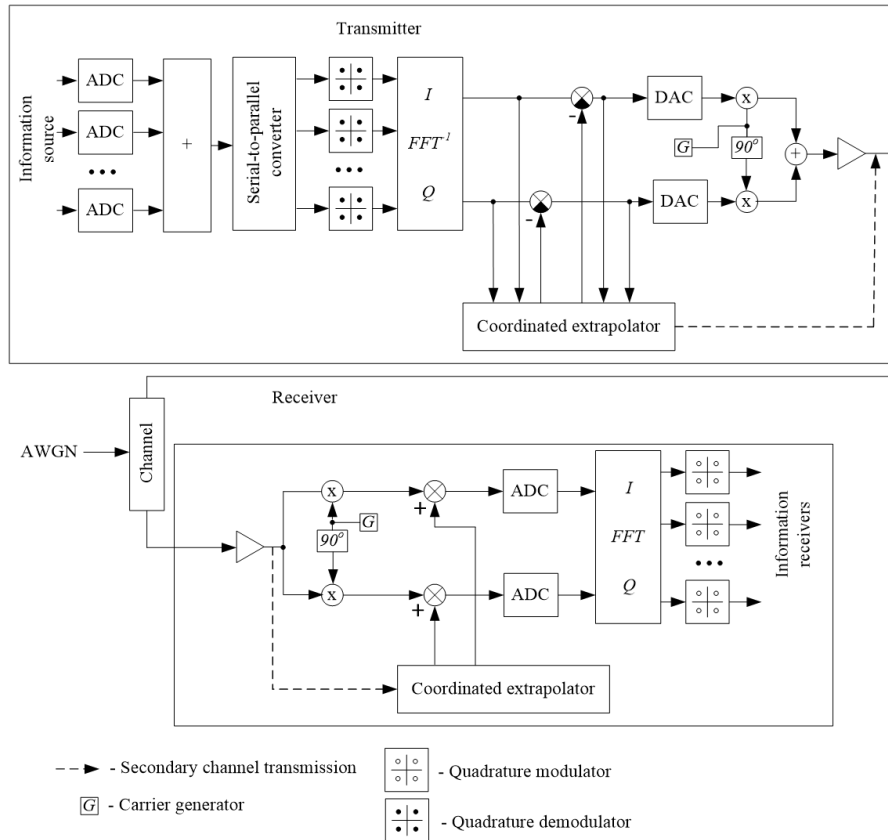 Transmitter
Information
source
ADC
ADC
ADC
+
Serial-to-parallel
converter
I
FFT⁻¹
Q
-
-
DAC
DAC
x
G
90°
x
+
Coordinated extrapolator
Receiver
AWGN
Channel
x
G
90°
x
+
+
ADC
ADC
I
FFT
Q
Information
receivers
Coordinated extrapolator
- Secondary channel transmission
G - Carrier generator
- Quadrature modulator
- Quadrature demodulator